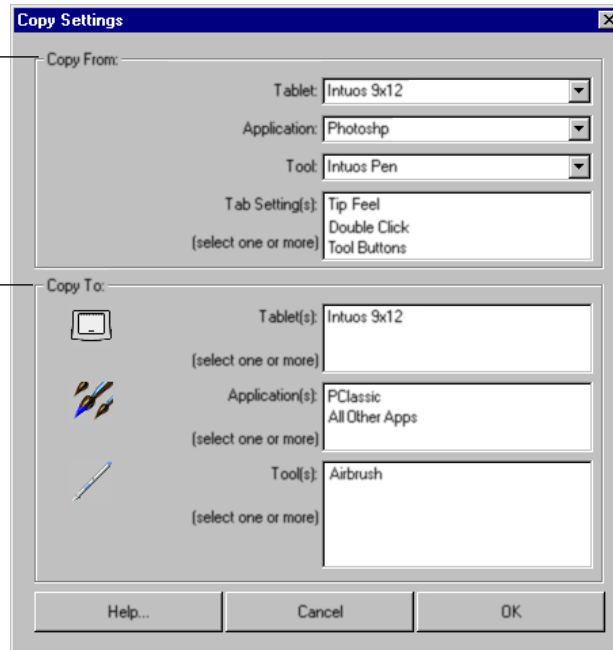 Copy Settings
Copy From:
Tablet: Intuos 9x12
Application: Photoshp
Tool: Intuos Pen
Tab Setting(s): Tip Feel
Double Click
(select one or more) Tool Buttons
Copy To:
Tablet(s): Intuos 9x12
(select one or more)
Application(s): PClassic
All Other Apps
(select one or more)
Tool(s): Airbrush
(select one or more)
Help... Cancel OK